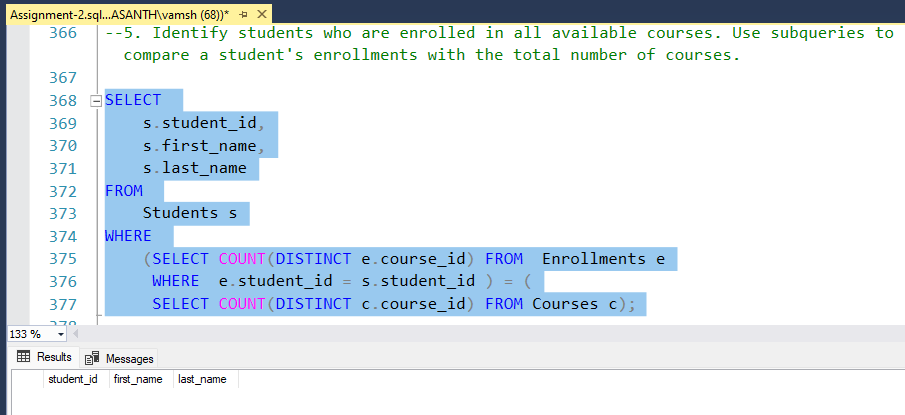 Assignment-2.sql...ASANTH\vamsh (68))*
366 --5. Identify students who are enrolled in all available courses. Use subqueries to
compare a student's enrollments with the total number of courses.
367
368 SELECT
369 s.student_id,
370 s.first_name,
371 s.last_name
372 FROM
373 Students s
374 WHERE
375 (SELECT COUNT(DISTINCT e.course_id) FROM Enrollments e
376 WHERE e.student_id = s.student_id ) = (
377 SELECT COUNT(DISTINCT c.course_id) FROM Courses c);
133 %
Results Messages
student_id first_name last_name